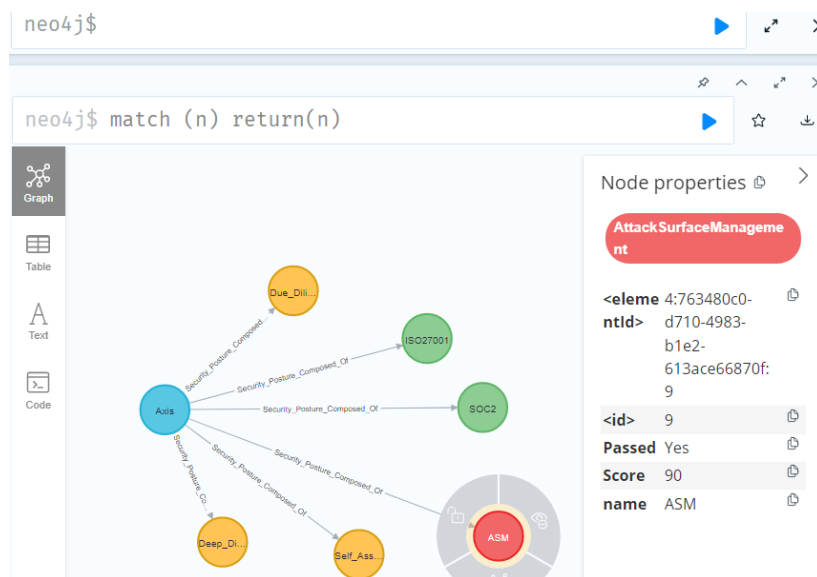 neo4j$
neo4j$ match (n) return(n)
Graph
Table
Text
Code
Due_Dili...
ISO27001
SOC2
Axis
ASM
Deep_Di...
Self_Ass...
Security_Posture_Composed...
Security_Posture_Composed_Of
Security_Posture_Composed_Of
Security_Posture_Composed_Of
Security_Posture_Composed_Of
Security_Posture_Co...
Node properties
AttackSurfaceManageme
nt
<eleme 4:763480c0-
ntId> d710-4983-
b1e2-
613ace66870f:
9
<id> 9
Passed Yes
Score 90
name ASM